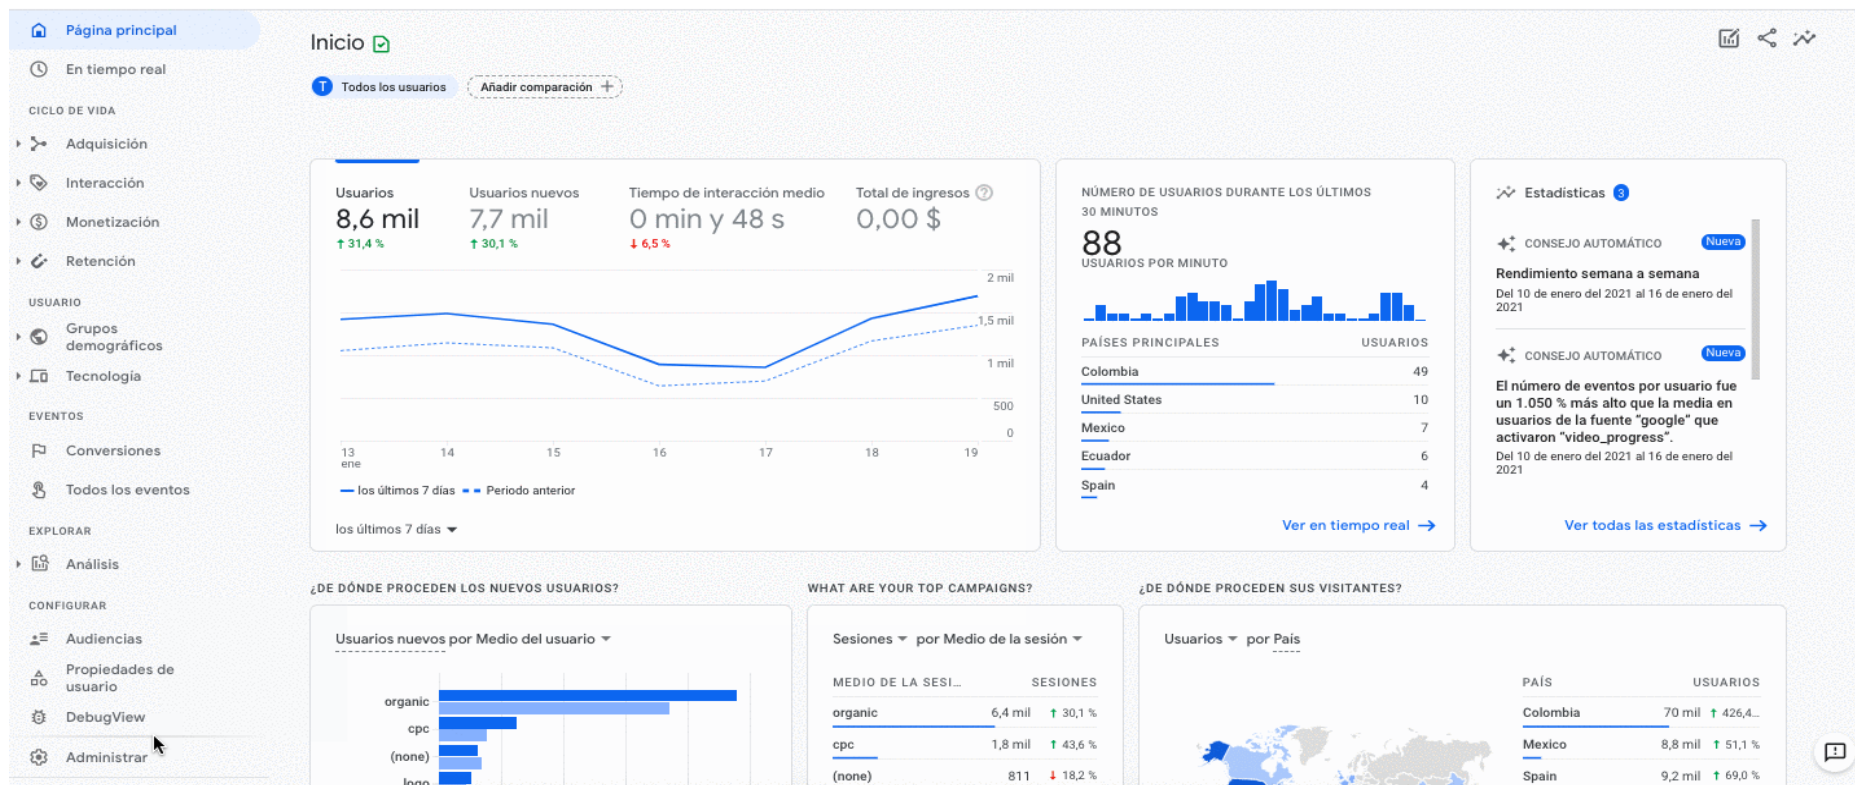 Página principal
En tiempo real
CICLO DE VIDA
Adquisición
Interacción
Monetización
Retención
USUARIO
Grupos
demográficos
Tecnología
EVENTOS
Conversiones
Todos los eventos
EXPLORAR
Análisis
CONFIGURAR
Audiencias
Propiedades de
usuario
DebugView
Administrar
Inicio
T Todos los usuarios
Añadir comparación
Usuarios
8,6 mil
31,4 %
Usuarios nuevos
7,7 mil
30,1 %
Tiempo de interacción medio
0 min y 48 s
6,5 %
Total de ingresos
0,00 $
2 mil
1,5 mil
1 mil
500
0
13 14 15 16 17 18 19
ene
los últimos 7 días Periodo anterior
los últimos 7 días
NÚMERO DE USUARIOS DURANTE LOS ÚLTIMOS
30 MINUTOS
88
USUARIOS POR MINUTO
PAÍSES PRINCIPALES USUARIOS
Colombia 49
United States 10
Mexico 7
Ecuador 6
Spain 4
Ver en tiempo real
Estadísticas 3
CONSEJO AUTOMÁTICO Nueva
Rendimiento semana a semana
Del 10 de enero del 2021 al 16 de enero del
2021
CONSEJO AUTOMÁTICO Nueva
El número de eventos por usuario fue
un 1.050 % más alto que la media en
usuarios de la fuente "google" que
activaron "video_progress".
Del 10 de enero del 2021 al 16 de enero del
2021
Ver todas las estadísticas
¿DE DÓNDE PROCEDEN LOS NUEVOS USUARIOS?
Usuarios nuevos por Medio del usuario
organic
cpc
(none)
logo
WHAT ARE YOUR TOP CAMPAIGNS?
Sesiones por Medio de la sesión
MEDIO DE LA SESI... SESIONES
organic 6,4 mil 30,1 %
cpc 1,8 mil 43,6 %
(none) 811 18,2 %
¿DE DÓNDE PROCEDEN SUS VISITANTES?
Usuarios por País
PAÍS USUARIOS
Colombia 70 mil 426,4...
Mexico 8,8 mil 51,1 %
Spain 9,2 mil 69,0 %